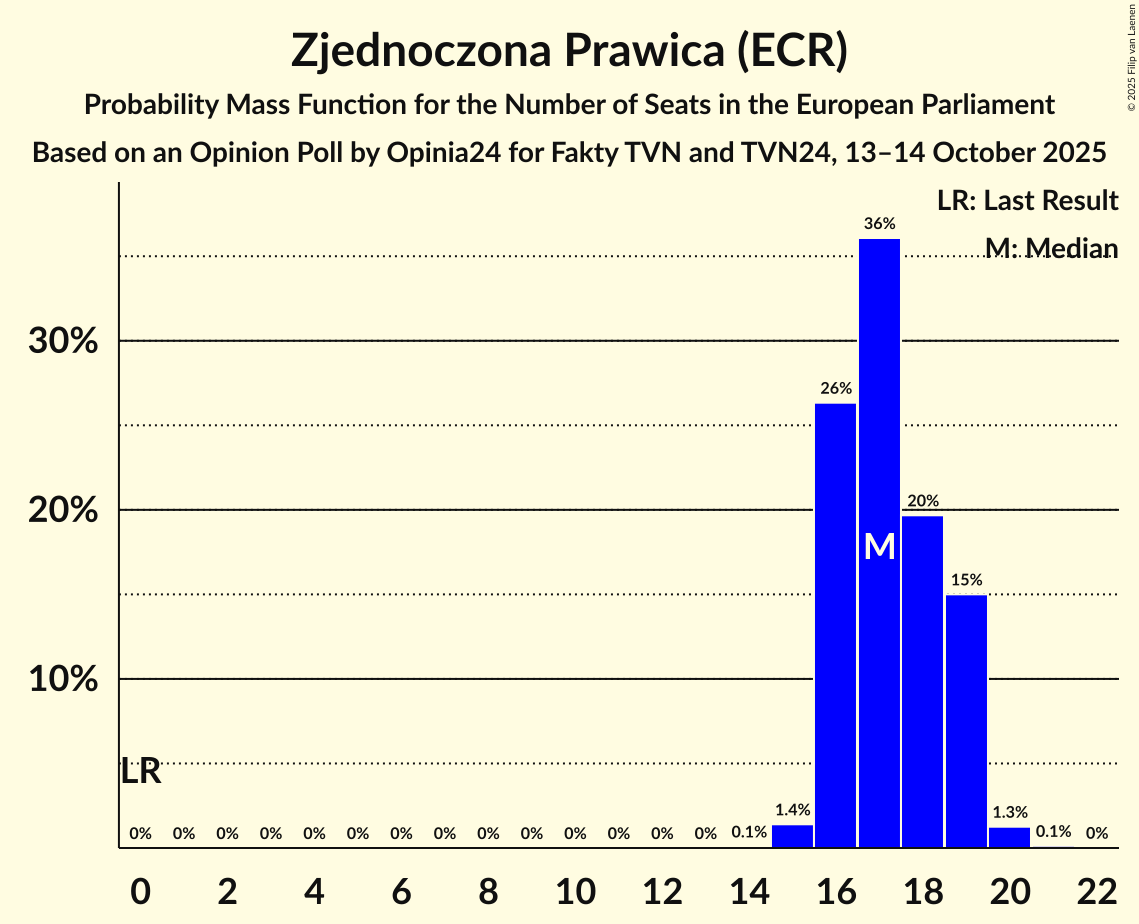 Zjednoczona Prawica (ECR)
Probability Mass Function for the Number of Seats in the European Parliament
Based on an Opinion Poll by Opinia24 for Fakty TVN and TVN24, 13–14 October 2025
© 2025 Filip van Laenen
LR: Last Result
M: Median
36%
30%
26%
20%
20%
M
15%
10%
LR
0% 0% 0% 0% 0% 0% 0% 0% 0% 0% 0% 0% 0% 0% 0.1% 1.4% 1.3% 0.1% 0%
0 2 4 6 8 10 12 14 16 18 20 22